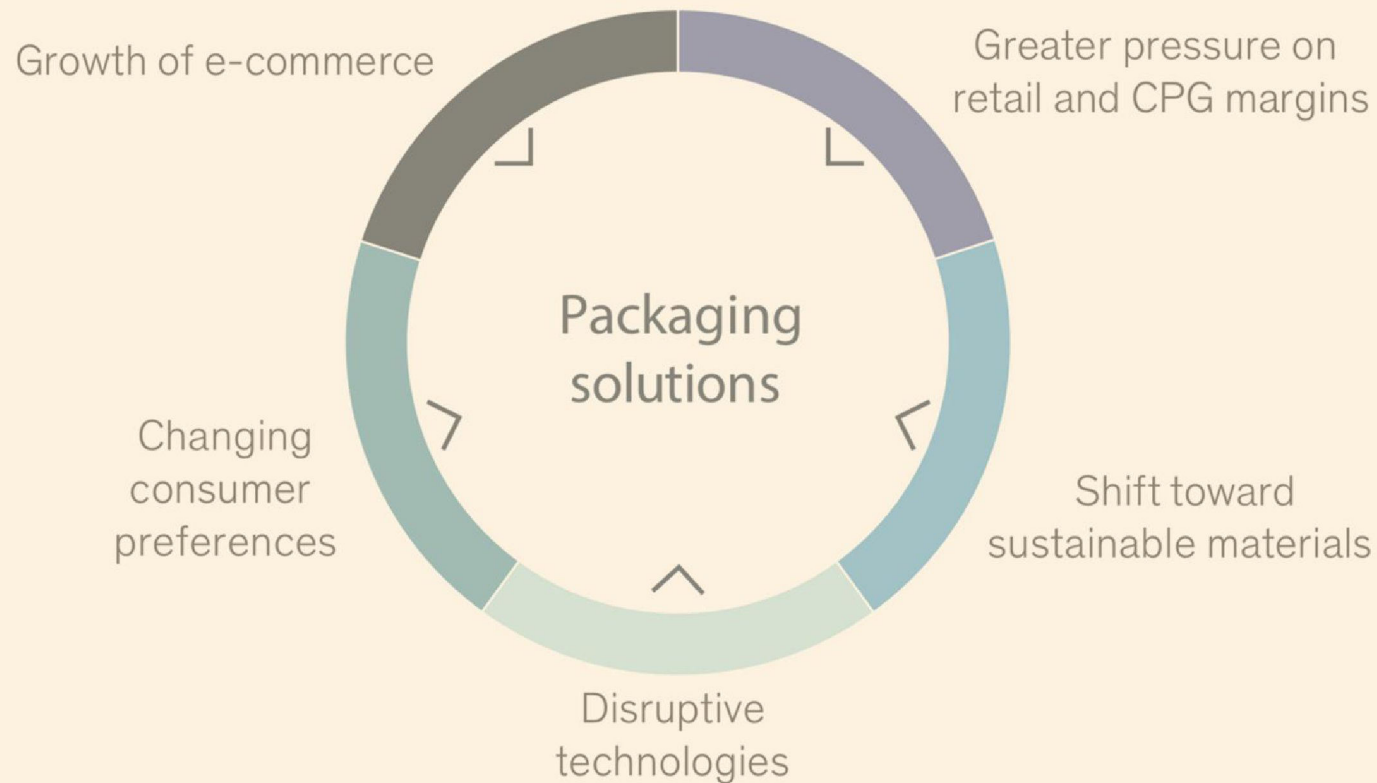 Growth of e-commerce
Greater pressure on
retail and CPG margins
Packaging
solutions
Changing
consumer
preferences
Shift toward
sustainable materials
Disruptive
technologies